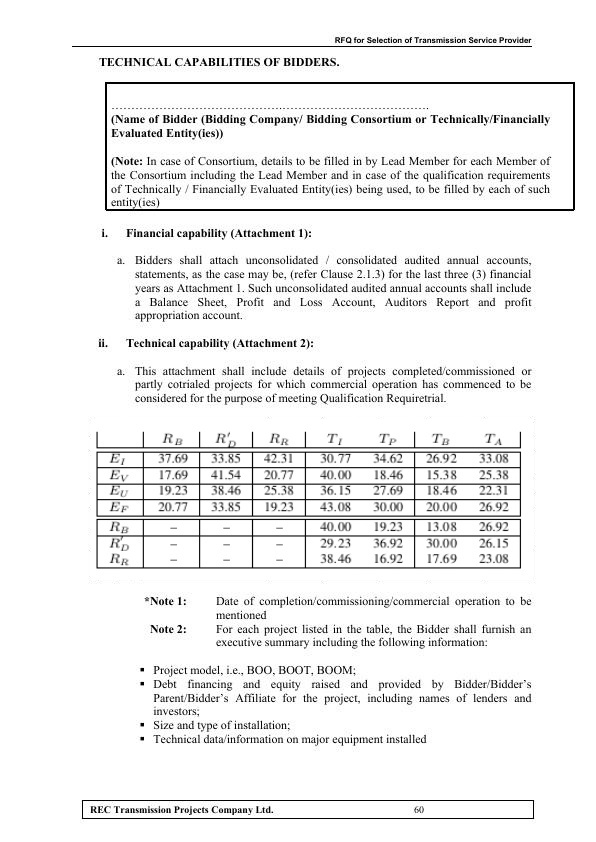 RFQ for Selection of Transmission Service Provider
TECHNICAL CAPABILITIES OF BIDDERS.
……………………………………………………………………….
(Name of Bidder (Bidding Company/ Bidding Consortium or Technically/Financially
Evaluated Entity(ies))
(Note: In case of Consortium, details to be filled in by Lead Member for each Member of
the Consortium including the Lead Member and in case of the qualification requirements
of Technically / Financially Evaluated Entity(ies) being used, to be filled by each of such
entity(ies)
i. Financial capability (Attachment 1):
a. Bidders shall attach unconsolidated / consolidated audited annual accounts,
statements, as the case may be, (refer Clause 2.1.3) for the last three (3) financial
years as Attachment 1. Such unconsolidated audited annual accounts shall include
a Balance Sheet, Profit and Loss Account, Auditors Report and profit
appropriation account.
ii. Technical capability (Attachment 2):
a. This attachment shall include details of projects completed/commissioned or
partly cotrialed projects for which commercial operation has commenced to be
considered for the purpose of meeting Qualification Requiretrial.
R_B R'_D R_R T_I T_P T_B T_A
E_I 37.69 33.85 42.31 30.77 34.62 26.92 33.08
E_V 17.69 41.54 20.77 40.00 18.46 15.38 25.38
E_U 19.23 38.46 25.38 36.15 27.69 18.46 22.31
E_F 20.77 33.85 19.23 43.08 30.00 20.00 26.92
R_B – – – 40.00 19.23 13.08 26.92
R'_D – – – 29.23 36.92 30.00 26.15
R_R – – – 38.46 16.92 17.69 23.08
*Note 1: Date of completion/commissioning/commercial operation to be
mentioned
Note 2: For each project listed in the table, the Bidder shall furnish an
executive summary including the following information:
▪ Project model, i.e., BOO, BOOT, BOOM;
▪ Debt financing and equity raised and provided by Bidder/Bidder’s
Parent/Bidder’s Affiliate for the project, including names of lenders and
investors;
▪ Size and type of installation;
▪ Technical data/information on major equipment installed
REC Transmission Projects Company Ltd. 60